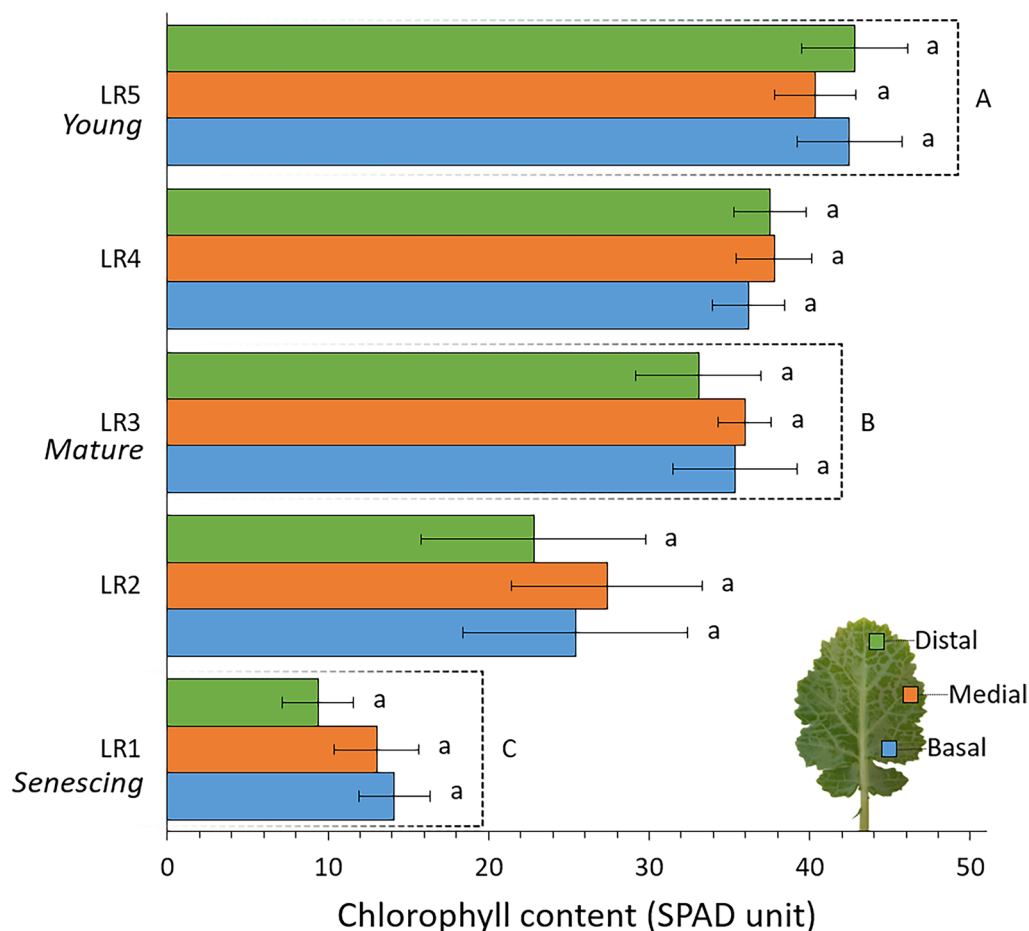 a
a
a
A
LR5
Young
a
a
a
LR4
a
a
a
B
LR3
Mature
a
a
a
LR2
a
a
a
C
LR1
Senescing
Distal
Medial
Basal
0 10 20 30 40 50
Chlorophyll content (SPAD unit)